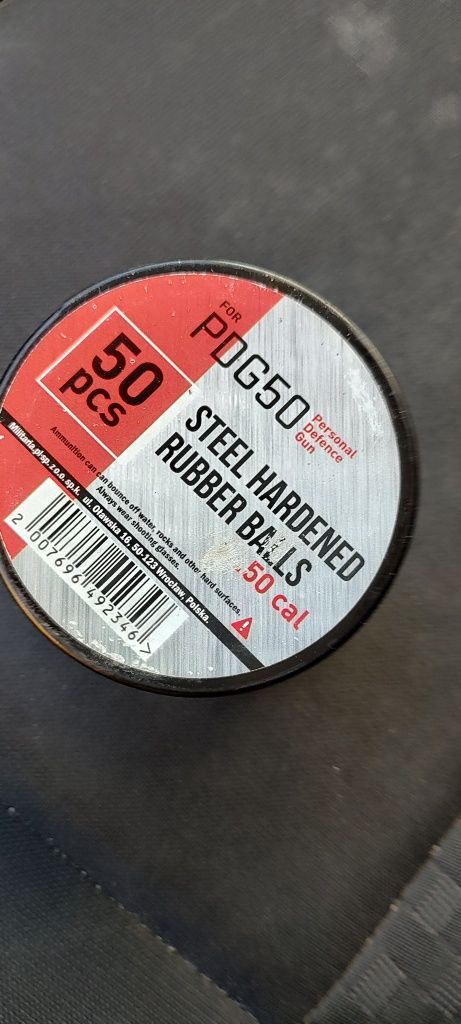 50
pcs
FOR
PDG50
Personal
Defence
Gun
STEEL HARDENED
RUBBER BALLS
.50 cal
Ammunition can can bounce off water, rocks and other hard surfaces.
Always wear shooting glasses.
Militaria.pl sp. z o.o. sp.k. ul. Oławska 16, 50-123 Wrocław, Polska.
2 007696 492346 >